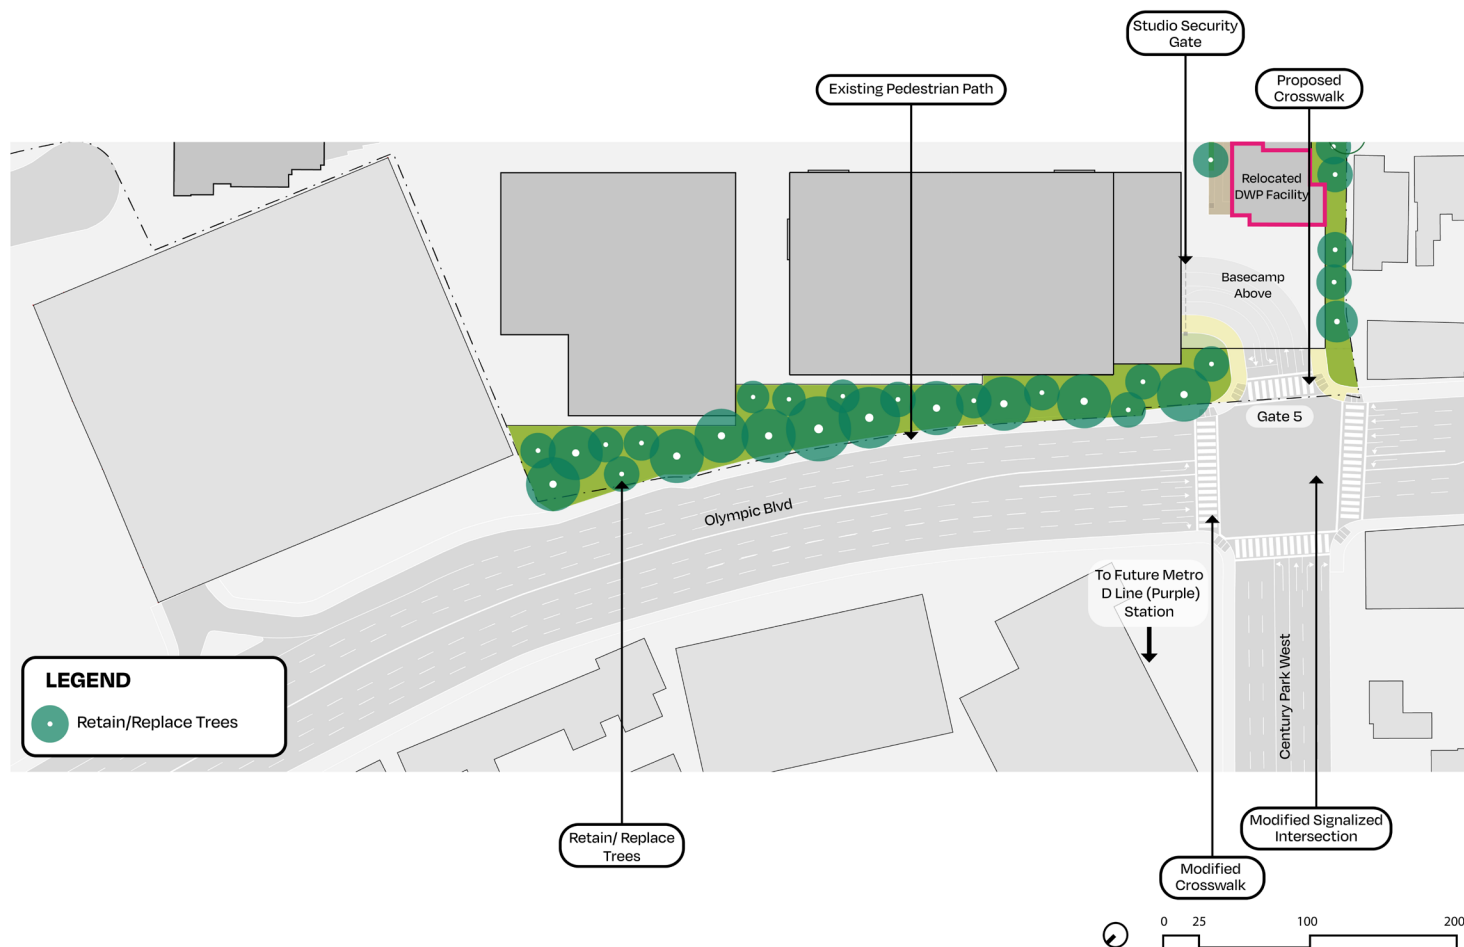 Studio Security
Gate
Existing Pedestrian Path
Proposed
Crosswalk
Relocated
DWP Facility
Basecamp
Above
Gate 5
Olympic Blvd
To Future Metro
D Line (Purple)
Station
Century Park West
LEGEND
Retain/Replace Trees
Retain/ Replace
Trees
Modified Signalized
Intersection
Modified
Crosswalk
0 25 100 200